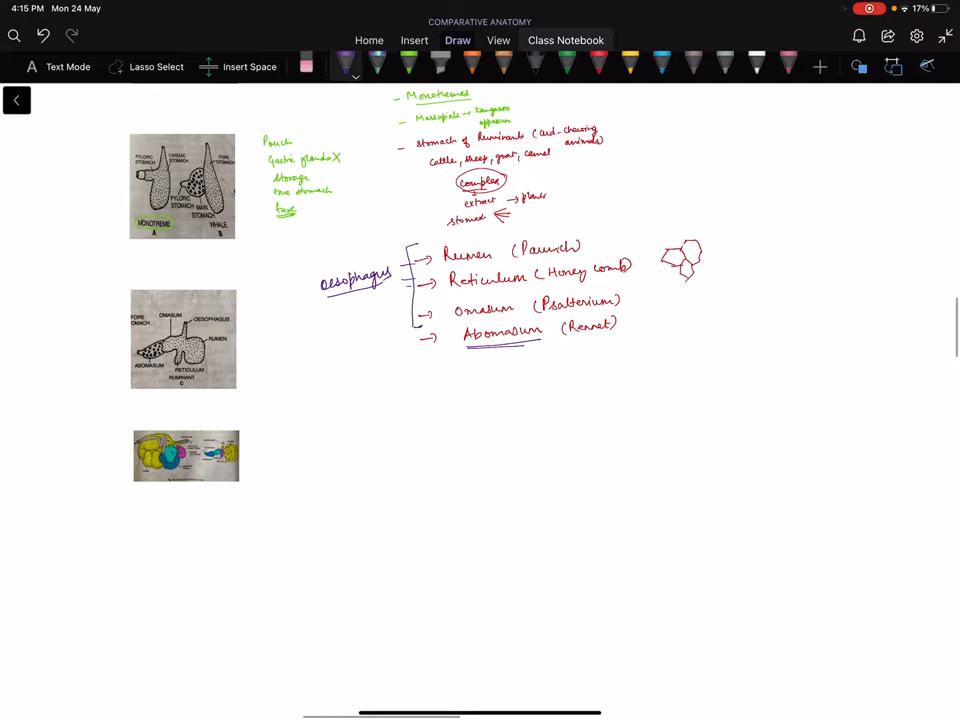 4:15 PM Mon 24 May
17%
COMPARATIVE ANATOMY
Home Insert Draw View Class Notebook
Text Mode Lasso Select Insert Space
- Monotremes
- Marsupials → kangaroo
oppossum
- Stomach of Ruminants (Cud-chewing
animals)
cattle, sheep, goat, camel
complex
extract → plants
stomach
Pouch
Gastric glands X
Storage
true stomach
PYLORIC
STOMACH
CARDIAC
STOMACH
PYLORIC
STOMACH
MAIN
STOMACH
MONOTREME
A
WHALE
B
Oesophagus
→ Rumen (Paunch)
→ Reticulum (Honey comb)
→ Omasum (Psalterium)
→ Abomasum (Rennet)
FORE
STOMACH
OMASUM
OESOPHAGUS
RUMEN
ABOMASUM
RETICULUM
RUMINANT
C